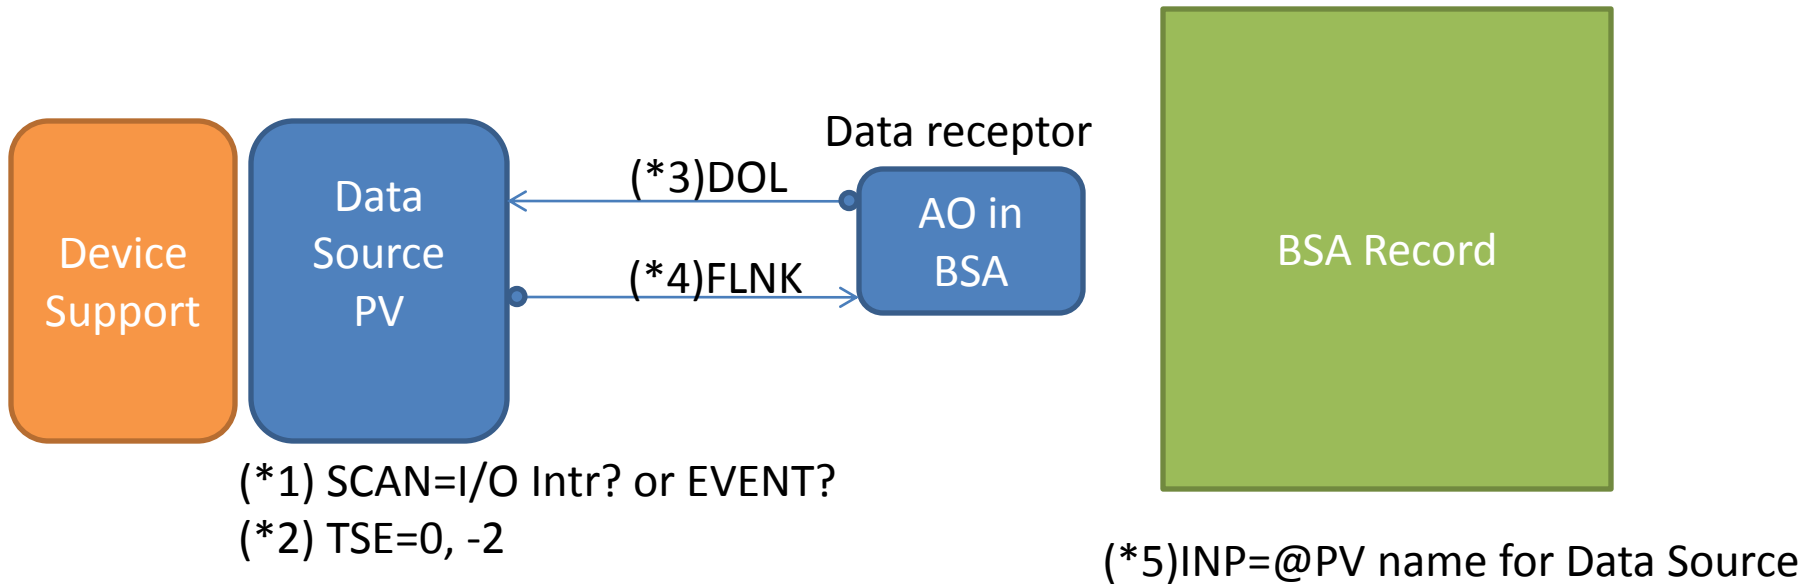 Device
Support
Data
Source
PV
(*3)DOL
(*4)FLNK
Data receptor
AO in
BSA
BSA Record
(*1) SCAN=I/O Intr? or EVENT?
(*2) TSE=0, -2
(*5)INP=@PV name for Data Source